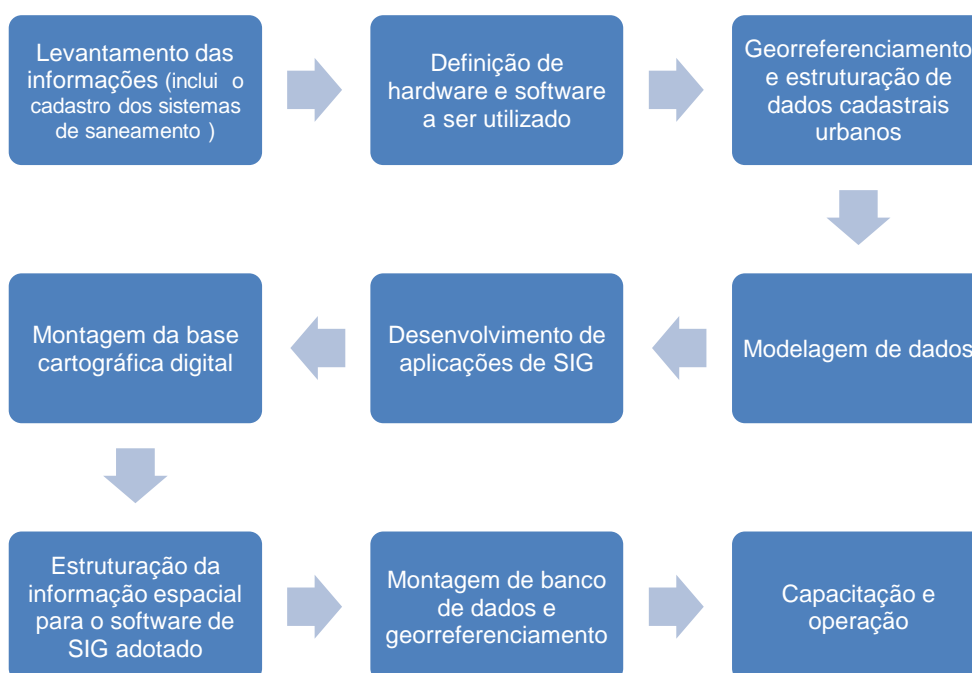 Levantamento das
informações (inclui o
cadastro dos sistemas
de saneamento )
Definição de
hardware e software
a ser utilizado
Georreferenciamento
e estruturação de
dados cadastrais
urbanos
Modelagem de dados
Desenvolvimento de
aplicações de SIG
Montagem da base
cartográfica digital
Estruturação da
informação espacial
para o software de
SIG adotado
Montagem de banco
de dados e
georreferenciamento
Capacitação e
operação